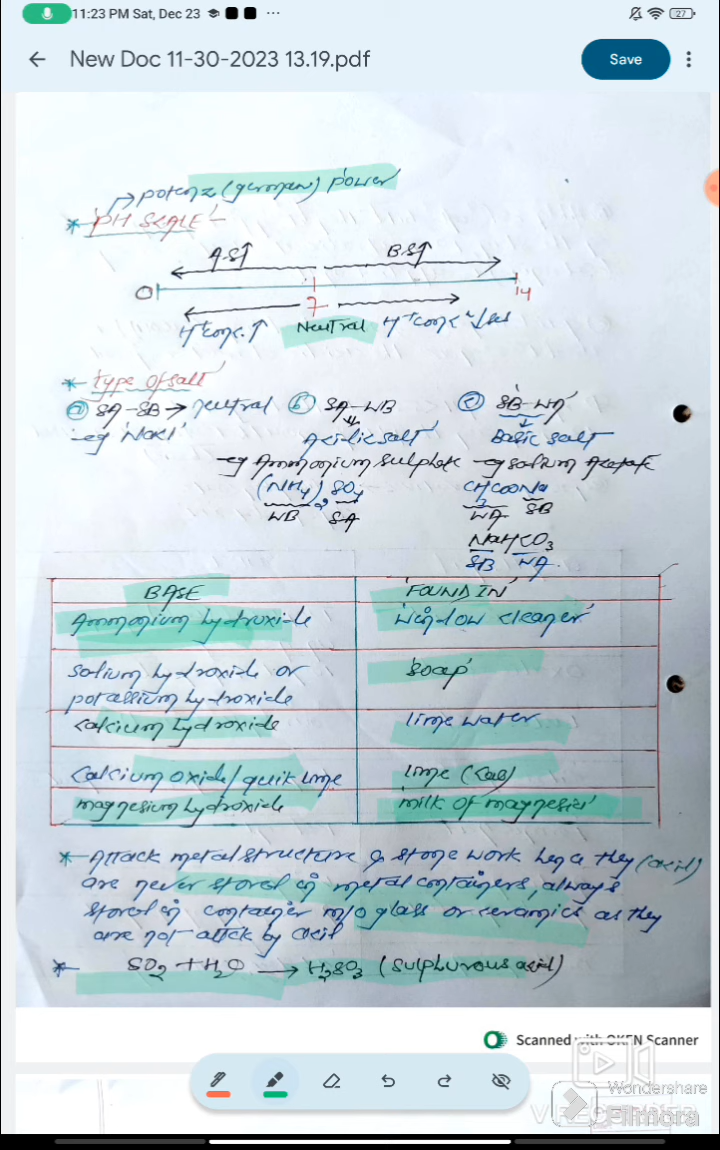 11:23 PM Sat, Dec 23
27
New Doc 11-30-2023 13.19.pdf
Save
potenz (german) power
* PH SCALE -
A.S↑ B.S↑
0 7 14
H+ conc. ↑ Neutral H+ conc
* type of salt
(a) SA-SB → neutral (b) SA-WB (c) SB-WA
-eg NaCl Acidic salt Basic salt
-eg Ammonium sulphate -eg sodium Acetate
(NH4)2 SO4 CH3COONa
WB SA WA SB
NaHCO3
SB WA
BASE FOUND IN
Ammonium hydroxide window cleaner
sodium hydroxide or soap
potassium hydroxide
calcium hydroxide lime water
calcium oxide/quik lime lime (CaO)
magnesium hydroxide milk of magnesia
* Attack metal structure & stone work hence they (acid)
are never stored in metal containers, always
stored in container m/o glass or ceramics as they
are not attack by acid
* SO2 + H2O → H2SO3 (sulphurous acid)
Scanned with OKEN Scanner
Wondershare
Filmora